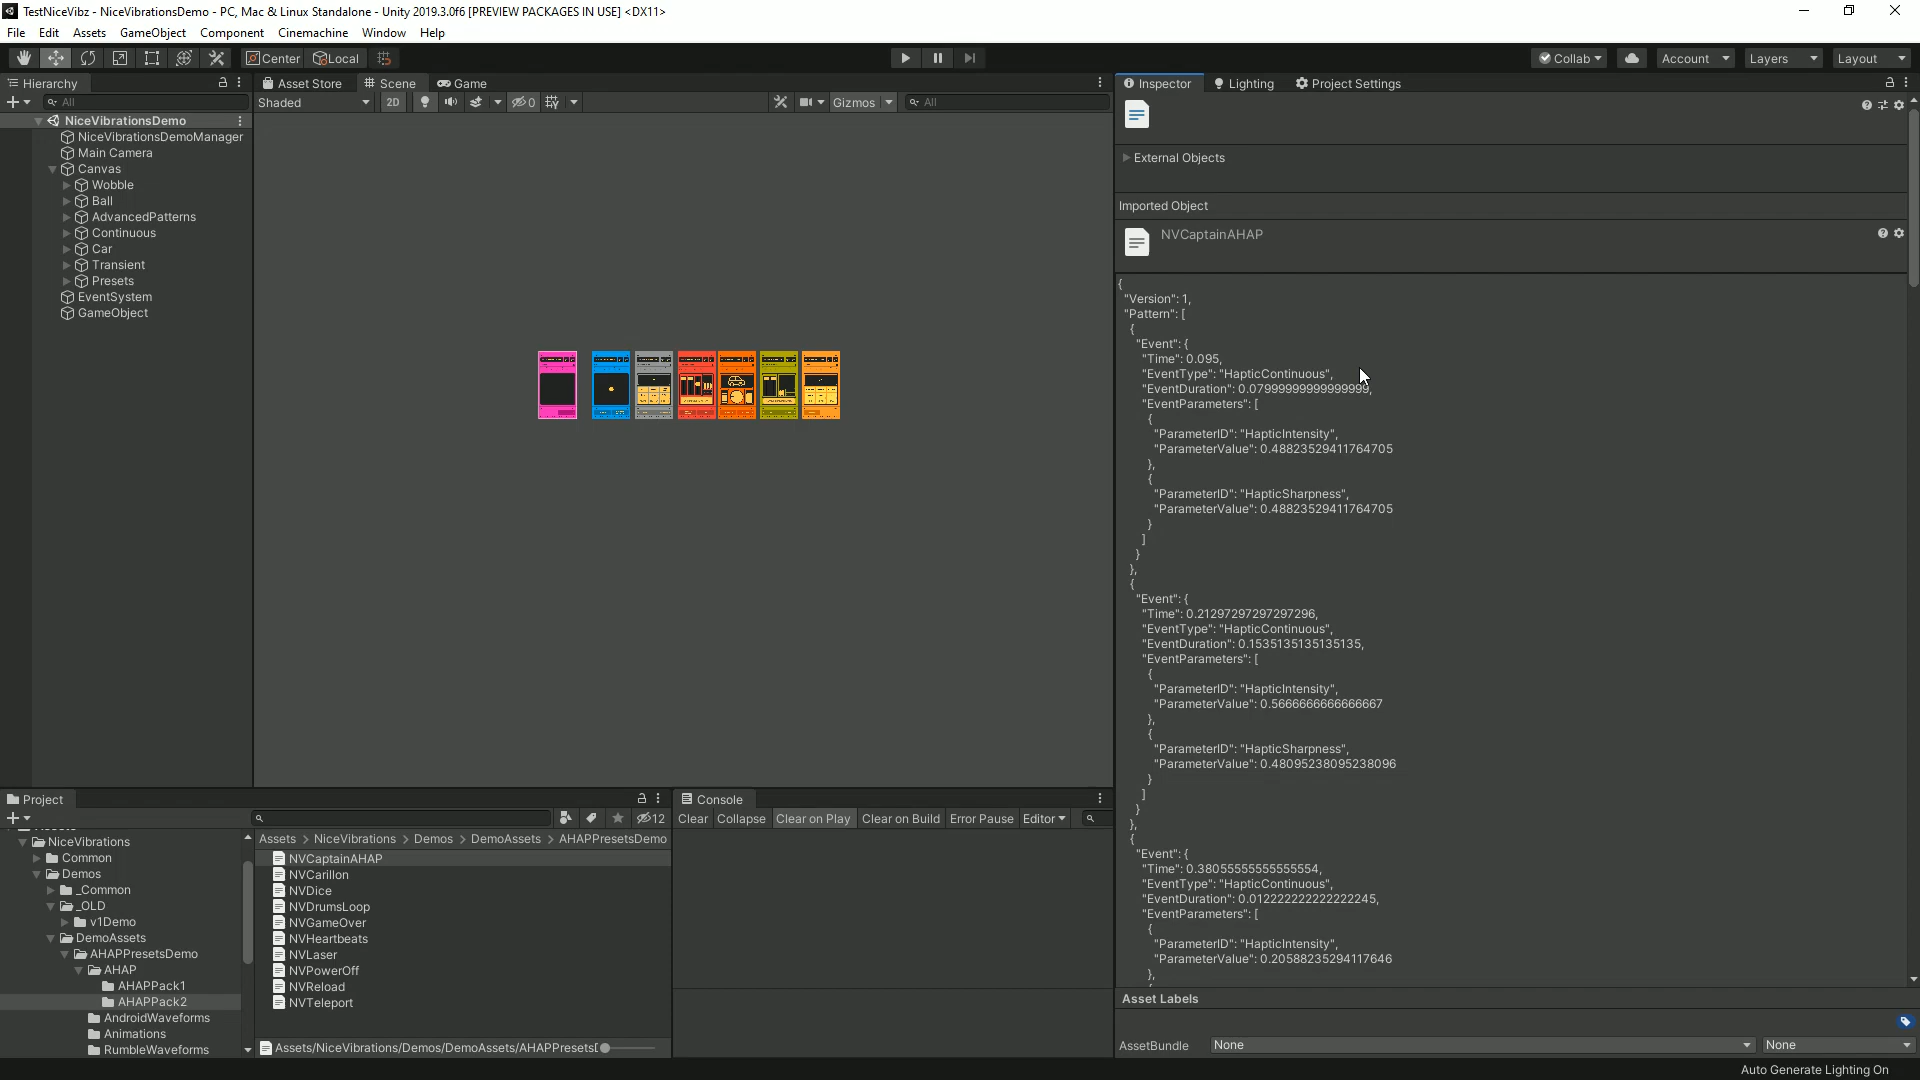 TestNiceVibz - NiceVibrationsDemo - PC, Mac & Linux Standalone - Unity 2019.3.0f6 [PREVIEW PACKAGES IN USE] <DX11>
File Edit Assets GameObject Component Cinemachine Window Help
Center Local
Collab Account Layers Layout
Hierarchy
All
NiceVibrationsDemo
NiceVibrationsDemoManager
Main Camera
Canvas
Wobble
Ball
AdvancedPatterns
Continuous
Car
Transient
Presets
EventSystem
GameObject
Asset Store Scene Game
Shaded 2D 0 Gizmos All
Inspector Lighting Project Settings
External Objects
Imported Object
NVCaptainAHAP
{
"Version": 1,
"Pattern": [
{
"Event": {
"Time": 0.095,
"EventType": "HapticContinuous",
"EventDuration": 0.07999999999999999,
"EventParameters": [
{
"ParameterID": "HapticIntensity",
"ParameterValue": 0.48823529411764705
},
{
"ParameterID": "HapticSharpness",
"ParameterValue": 0.48823529411764705
}
]
}
},
{
"Event": {
"Time": 0.21297297297297296,
"EventType": "HapticContinuous",
"EventDuration": 0.1535135135135135,
"EventParameters": [
{
"ParameterID": "HapticIntensity",
"ParameterValue": 0.5666666666666667
},
{
"ParameterID": "HapticSharpness",
"ParameterValue": 0.48095238095238096
}
]
}
},
{
"Event": {
"Time": 0.38055555555555554,
"EventType": "HapticContinuous",
"EventDuration": 0.012222222222222245,
"EventParameters": [
{
"ParameterID": "HapticIntensity",
"ParameterValue": 0.20588235294117646
},
Asset Labels
AssetBundle None None
Project
12
NiceVibrations
Common
Demos
_Common
_OLD
v1Demo
DemoAssets
AHAPPresetsDemo
AHAP
AHAPPack1
AHAPPack2
AndroidWaveforms
Animations
RumbleWaveforms
Assets > NiceVibrations > Demos > DemoAssets > AHAPPresetsDemo
NVCaptainAHAP
NVCarillon
NVDice
NVDrumsLoop
NVGameOver
NVHeartbeats
NVLaser
NVPowerOff
NVReload
NVTeleport
Assets/NiceVibrations/Demos/DemoAssets/AHAPPresets
Console
Clear Collapse Clear on Play Clear on Build Error Pause Editor
Auto Generate Lighting On